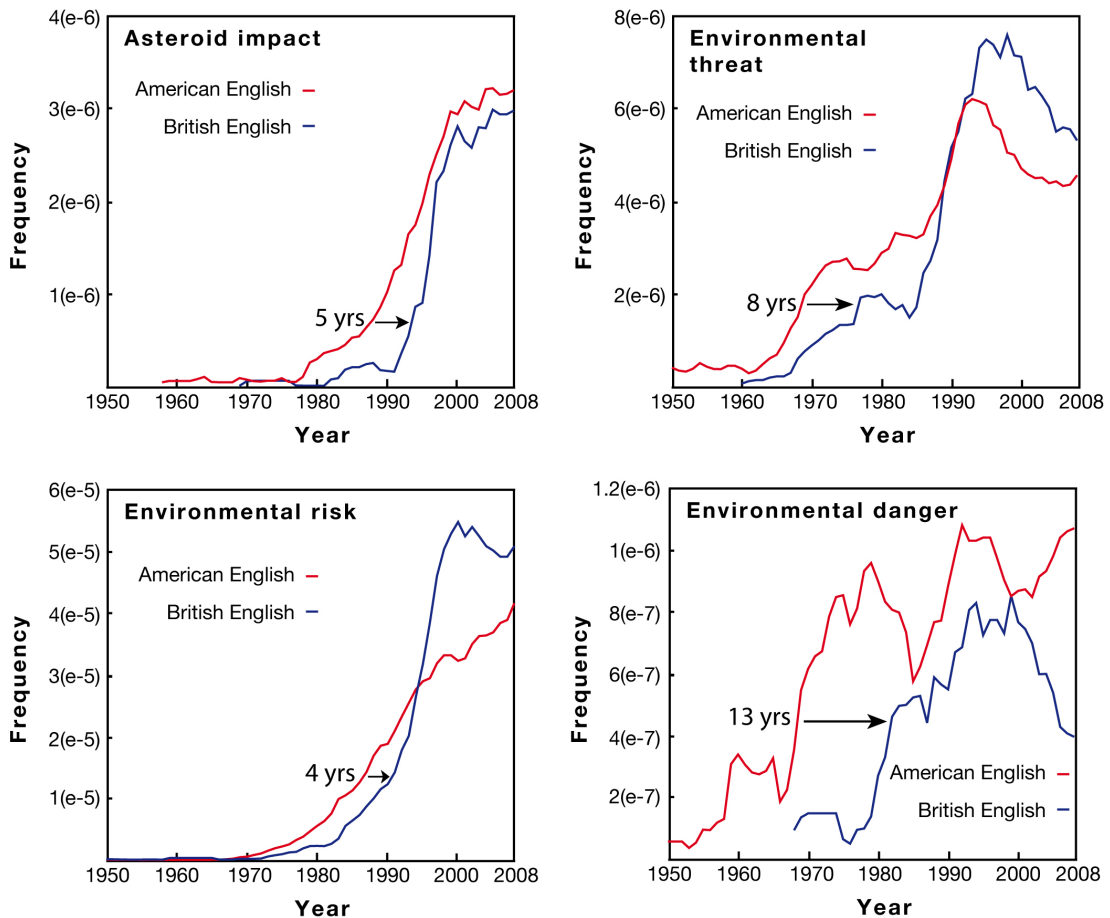 Asteroid impact
American English
British English
4(e-6)
3(e-6)
2(e-6)
1(e-6)
Frequency
5 yrs
1950 1960 1970 1980 1990 2000 2008
Year
Environmental
threat
American English
British English
8(e-6)
6(e-6)
4(e-6)
2(e-6)
Frequency
8 yrs
1950 1960 1970 1980 1990 2000 2008
Year
Environmental risk
American English
British English
6(e-5)
5(e-5)
4(e-5)
3(e-5)
2(e-5)
1(e-5)
Frequency
4 yrs
1950 1960 1970 1980 1990 2000 2008
Year
Environmental danger
1.2(e-6)
1(e-6)
8(e-7)
6(e-7)
4(e-7)
2(e-7)
Frequency
13 yrs
American English
British English
1950 1960 1970 1980 1990 2000 2008
Year